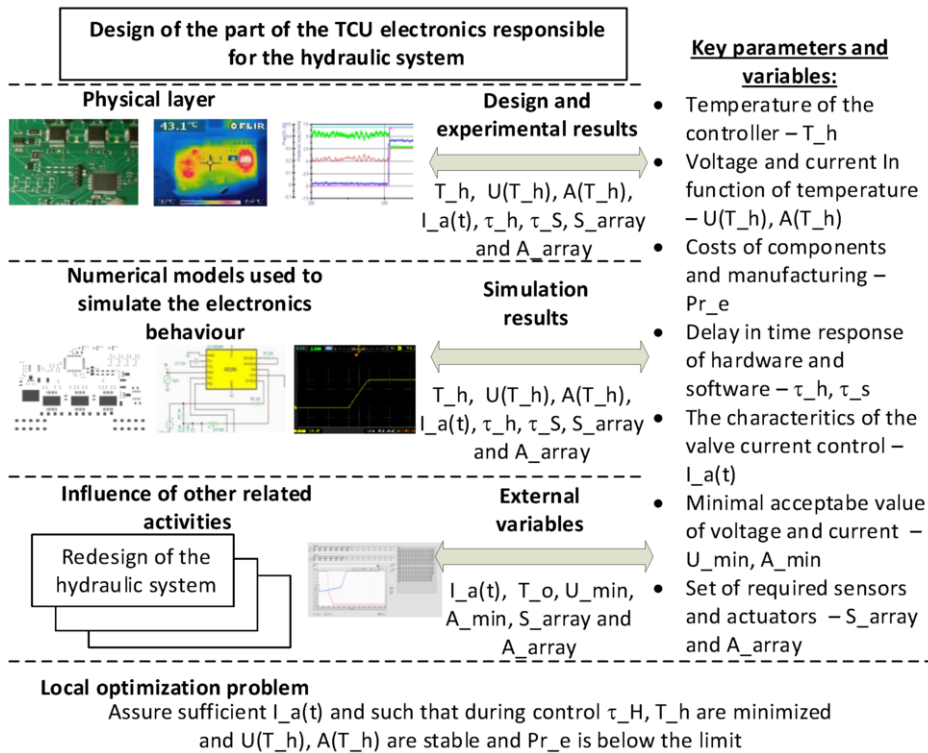 Design of the part of the TCU electronics responsible
for the hydraulic system
Physical layer
43.1 °C
FLIR
Design and
experimental results
T_h,  U(T_h), A(T_h),
I_a(t), τ_h, τ_S, S_array
and A_array
Numerical models used to
simulate the electronics
behaviour
Simulation
results
T_h,  U(T_h), A(T_h),
I_a(t), τ_h, τ_S, S_array
and A_array
Influence of other related
activities
Redesign of the
hydraulic system
External
variables
I_a(t),  T_o, U_min,
A_min, S_array and
A_array
Key parameters and
variables:
• Temperature of the
controller – T_h
• Voltage and current In
function of temperature
– U(T_h), A(T_h)
• Costs of components
and manufacturing –
Pr_e
• Delay in time response
of hardware and
software – τ_h, τ_s
• The characteritics of the
valve current control –
I_a(t)
• Minimal acceptabe value
of voltage and current –
U_min, A_min
• Set of required sensors
and actuators – S_array
and A_array
Local optimization problem
Assure sufficient I_a(t) and such that during control τ_H, T_h are minimized
and U(T_h), A(T_h) are stable and Pr_e is below the limit